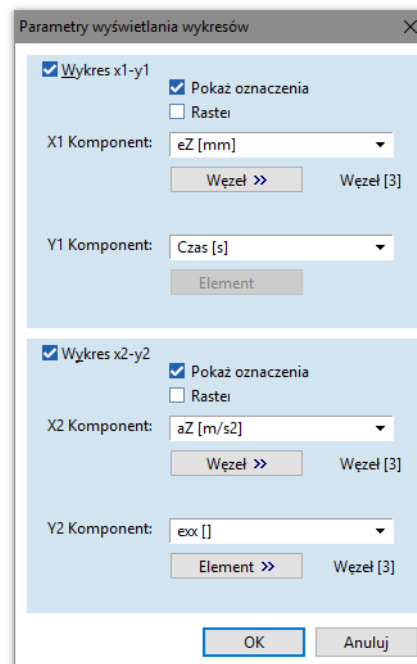 Parametry wyświetlania wykresów
Wykres x1-y1
Pokaż oznaczenia
Raster
X1 Komponent: eZ [mm]
Węzeł >> Węzeł [3]
Y1 Komponent: Czas [s]
Element
Wykres x2-y2
Pokaż oznaczenia
Raster
X2 Komponent: aZ [m/s2]
Węzeł >> Węzeł [3]
Y2 Komponent: exx []
Element >> Węzeł [3]
OK Anuluj